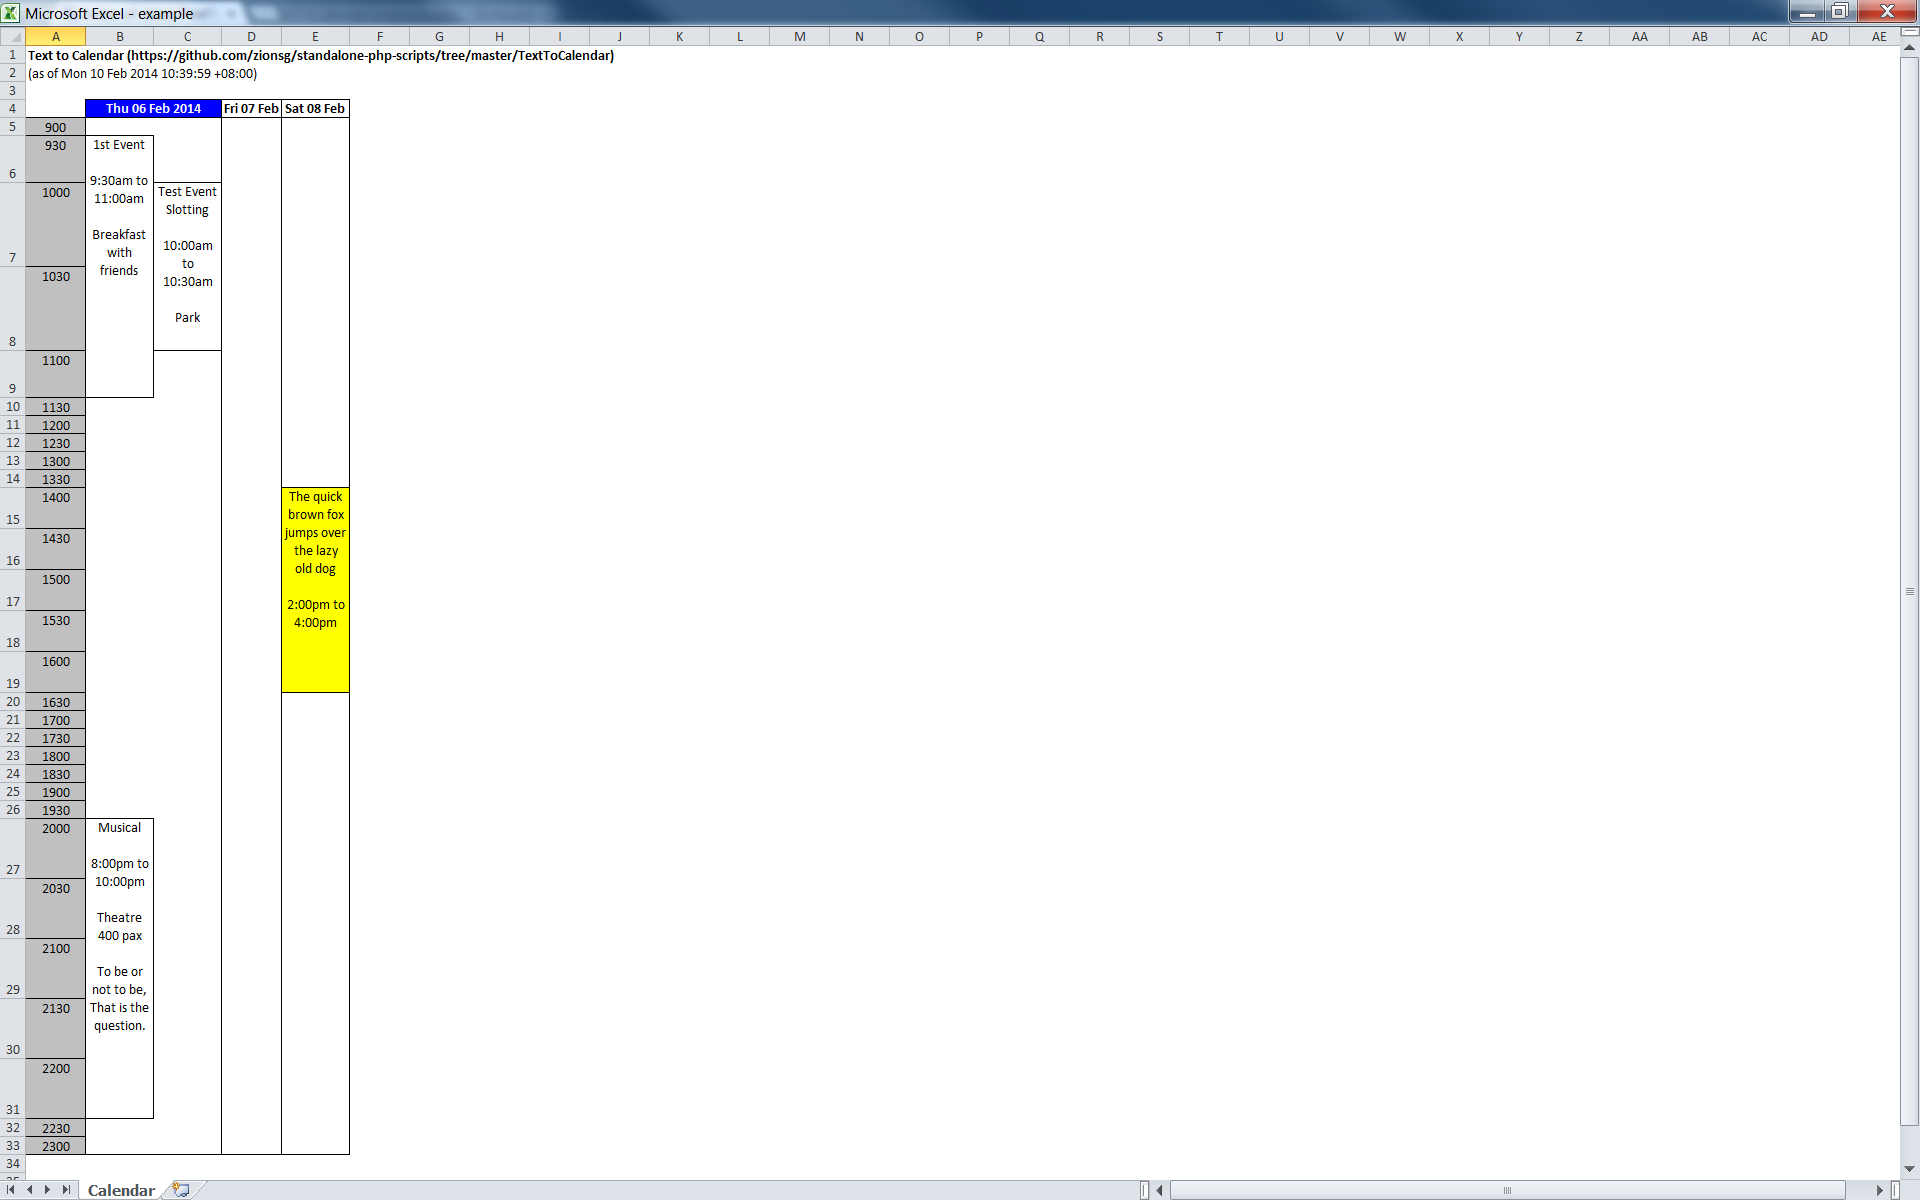 Microsoft Excel - example
A B C D E F G H I J K L M N O P Q R S T U V W X Y Z AA AB AC AD AE
1 Text to Calendar (https://github.com/zionsg/standalone-php-scripts/tree/master/TextToCalendar)
2 (as of Mon 10 Feb 2014 10:39:59 +08:00)
3
4 Thu 06 Feb 2014 Fri 07 Feb Sat 08 Feb
5 900
6 930
7 1000
8 1030
9 1100
10 1130
11 1200
12 1230
13 1300
14 1330
15 1400
16 1430
17 1500
18 1530
19 1600
20 1630
21 1700
22 1730
23 1800
24 1830
25 1900
26 1930
27 2000
28 2030
29 2100
30 2130
31 2200
32 2230
33 2300
34
1st Event
9:30am to
11:00am
Breakfast
with
friends
Test Event
Slotting
10:00am
to
10:30am
Park
The quick
brown fox
jumps over
the lazy
old dog
2:00pm to
4:00pm
Musical
8:00pm to
10:00pm
Theatre
400 pax
To be or
not to be,
That is the
question.
Calendar